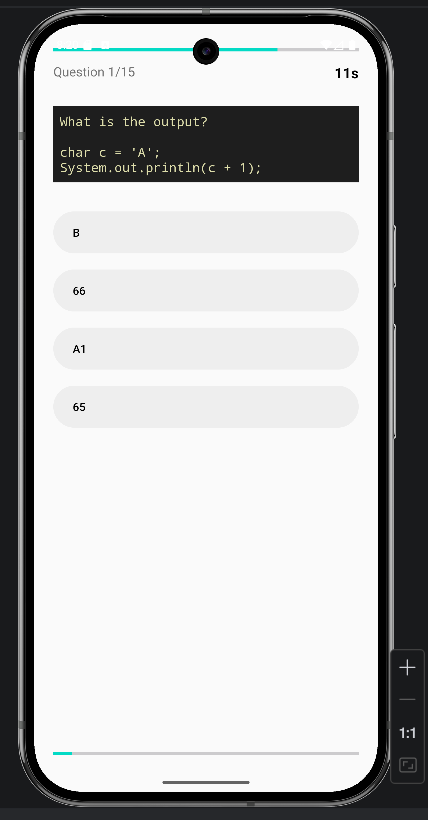 Question 1/15
11s
What is the output?
char c = 'A';
System.out.println(c + 1);
B
66
A1
65
1:1